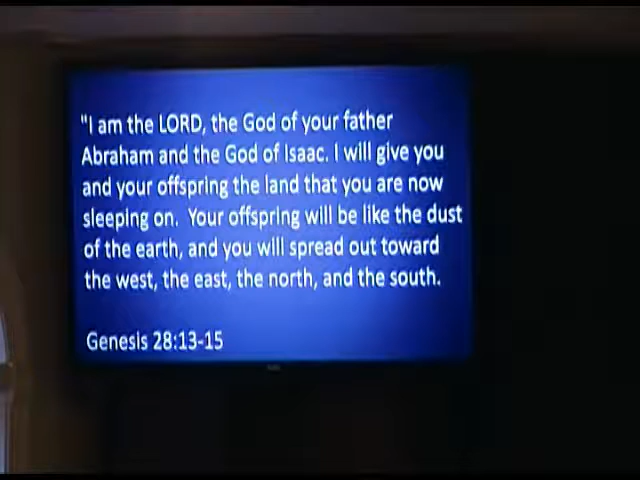 "I am the LORD, the God of your father
Abraham and the God of Isaac. I will give you
and your offspring the land that you are now
sleeping on. Your offspring will be like the dust
of the earth, and you will spread out toward
the west, the east, the north, and the south.
Genesis 28:13-15